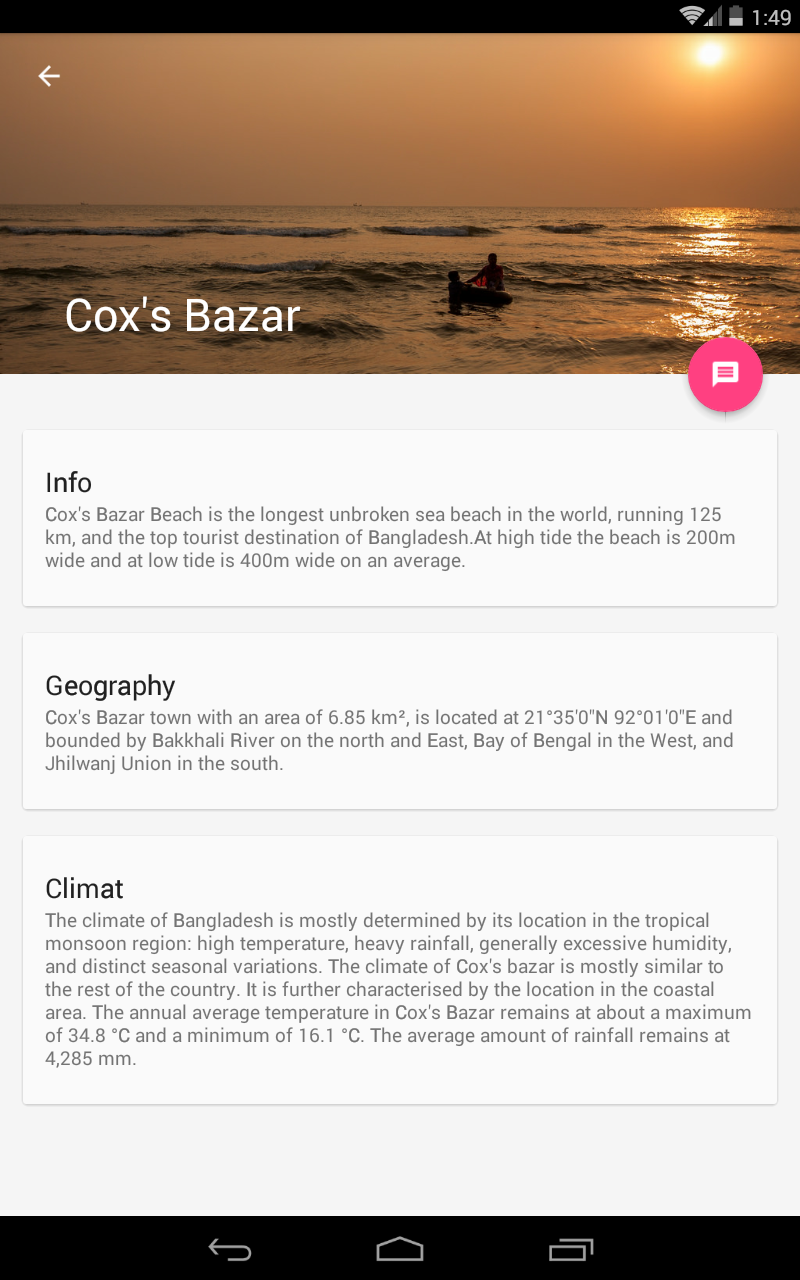 1:49
Cox's Bazar
Info
Cox's Bazar Beach is the longest unbroken sea beach in the world, running 125
km, and the top tourist destination of Bangladesh.At high tide the beach is 200m
wide and at low tide is 400m wide on an average.
Geography
Cox's Bazar town with an area of 6.85 km², is located at 21°35'0"N 92°01'0"E and
bounded by Bakkhali River on the north and East, Bay of Bengal in the West, and
Jhilwanj Union in the south.
Climat
The climate of Bangladesh is mostly determined by its location in the tropical
monsoon region: high temperature, heavy rainfall, generally excessive humidity,
and distinct seasonal variations. The climate of Cox's bazar is mostly similar to
the rest of the country. It is further characterised by the location in the coastal
area. The annual average temperature in Cox's Bazar remains at about a maximum
of 34.8 °C and a minimum of 16.1 °C. The average amount of rainfall remains at
4,285 mm.